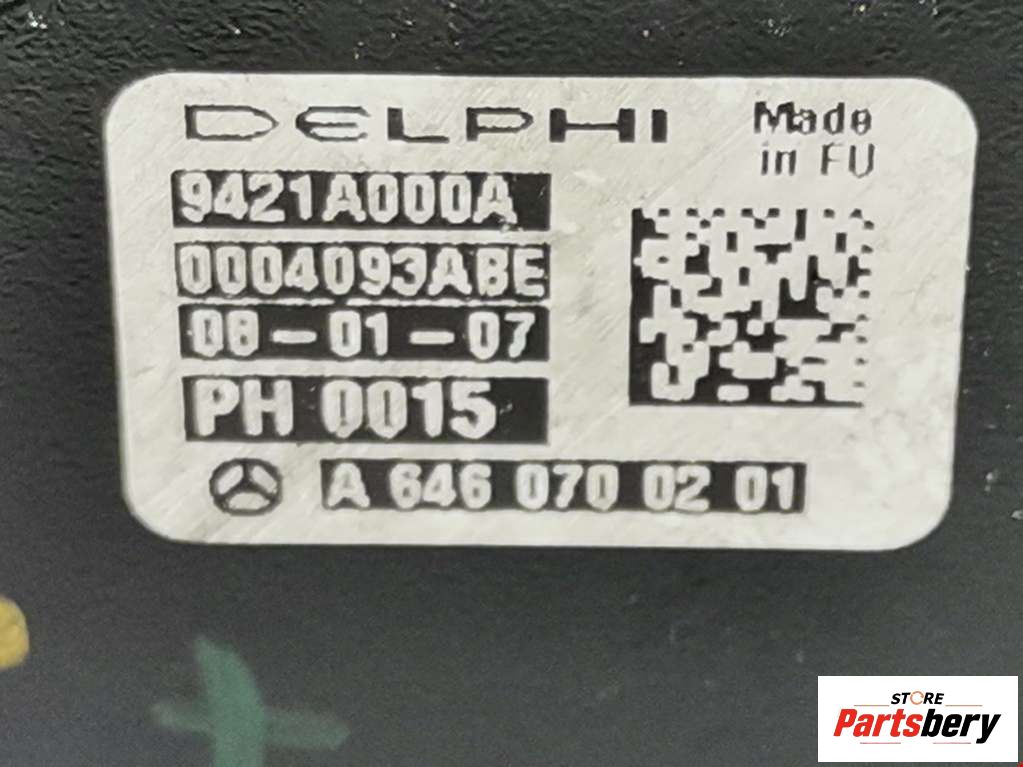 DELPHI
Made
in EU
9421A000A
0004093ABE
08-01-07
PH 0015
A 646 070 02 01
STORE
Partsbery